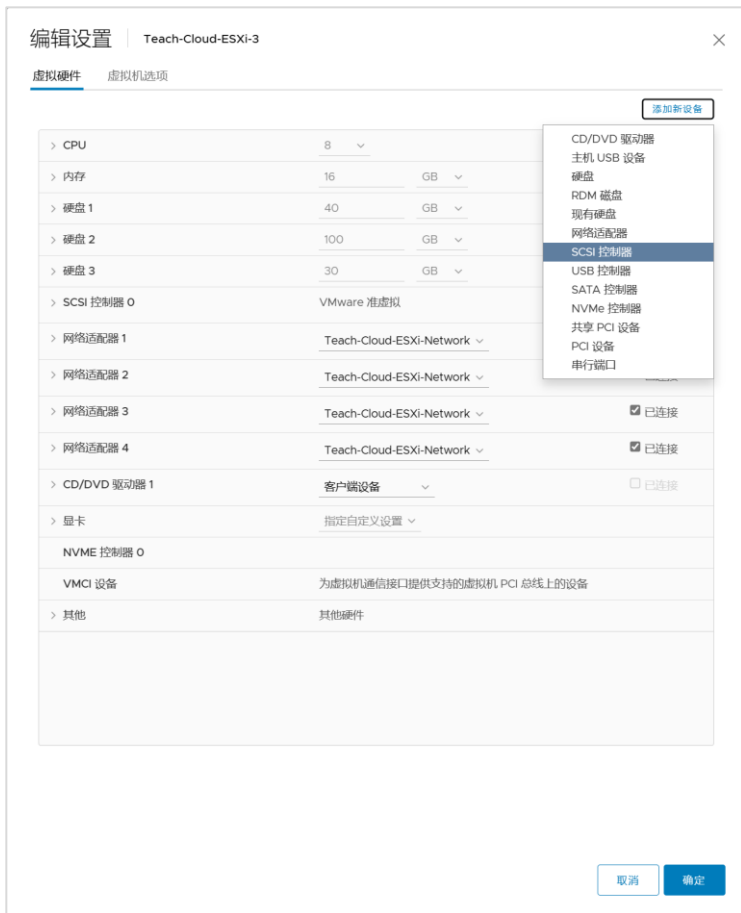 编辑设置 Teach-Cloud-ESXi-3
虚拟硬件 虚拟机选项
添加新设备
CD/DVD 驱动器
主机 USB 设备
硬盘
RDM 磁盘
现有硬盘
网络适配器
SCSI 控制器
USB 控制器
SATA 控制器
NVMe 控制器
共享 PCI 设备
PCI 设备
串行端口
CPU 8
内存 16 GB
硬盘 1 40 GB
硬盘 2 100 GB
硬盘 3 30 GB
SCSI 控制器 0 VMware 准虚拟
网络适配器 1 Teach-Cloud-ESXi-Network
网络适配器 2 Teach-Cloud-ESXi-Network
网络适配器 3 Teach-Cloud-ESXi-Network 已连接
网络适配器 4 Teach-Cloud-ESXi-Network 已连接
CD/DVD 驱动器 1 客户端设备 已连接
显卡 指定自定义设置
NVME 控制器 0
VMCI 设备 为虚拟机通信接口提供支持的虚拟机 PCI 总线上的设备
其他 其他硬件
取消 确定